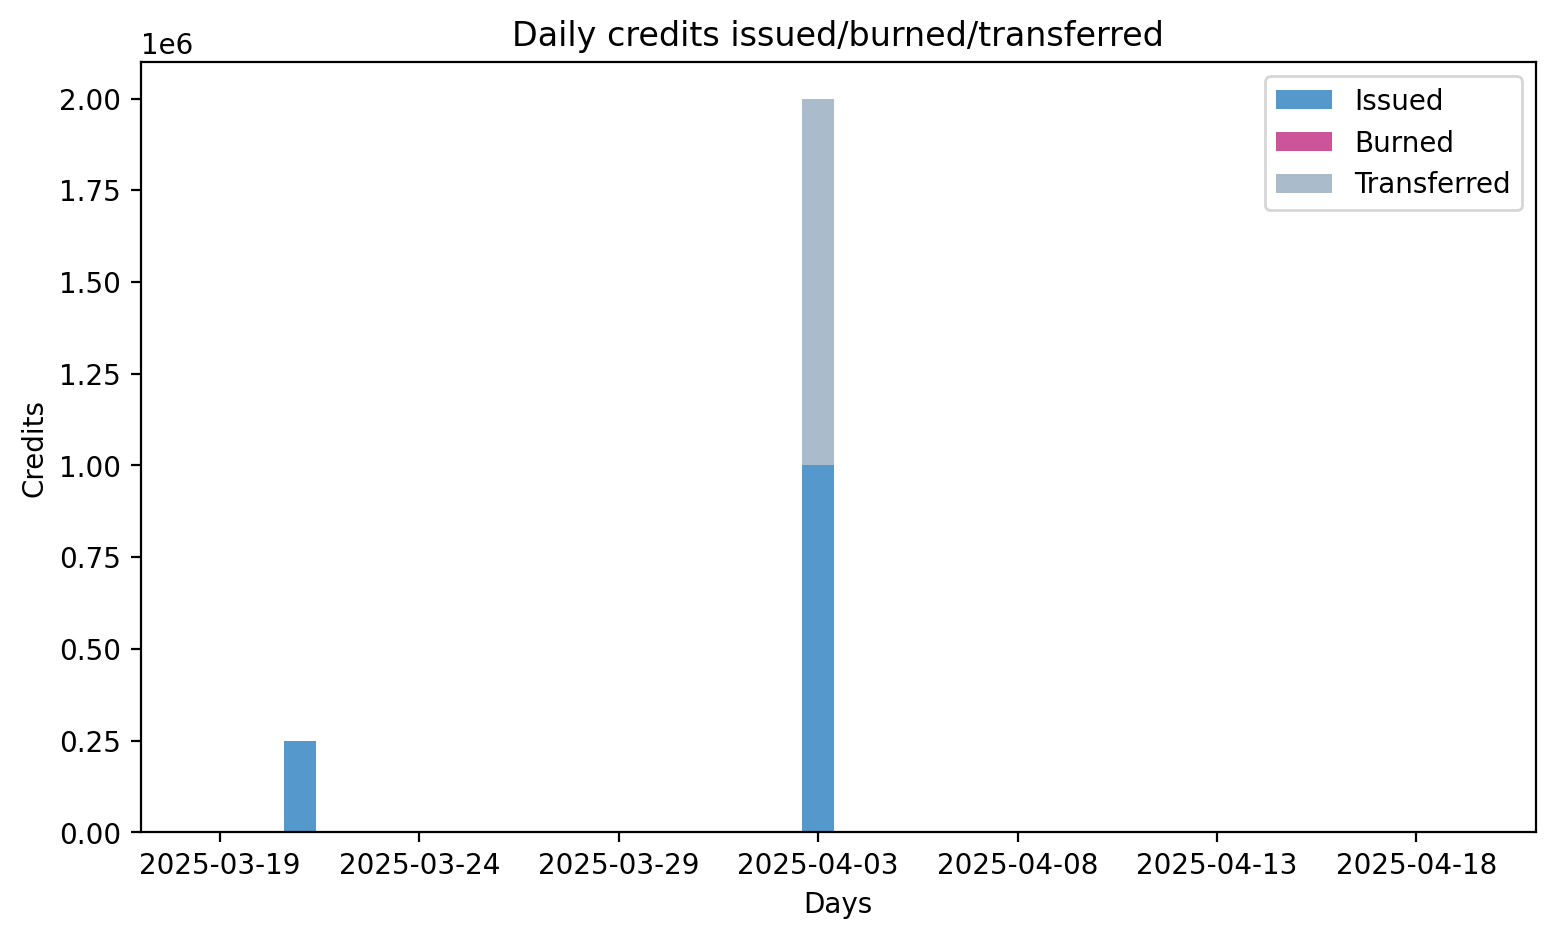 Daily credits issued/burned/transferred
1e6
2.00
1.75
1.50
1.25
1.00
0.75
0.50
0.25
0.00
Credits
Issued
Burned
Transferred
2025-03-19 2025-03-24 2025-03-29 2025-04-03 2025-04-08 2025-04-13 2025-04-18
Days